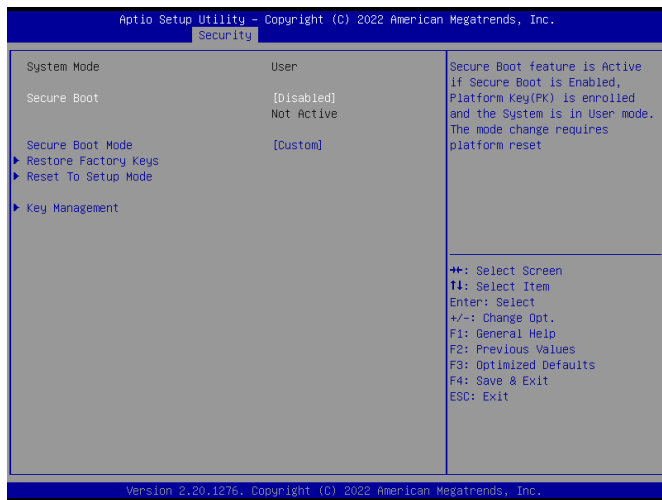 Aptio Setup Utility – Copyright (C) 2022 American Megatrends, Inc.
Security
System Mode User
Secure Boot [Disabled]
Not Active
Secure Boot Mode [Custom]
Restore Factory Keys
Reset To Setup Mode
Key Management
Secure Boot feature is Active
if Secure Boot is Enabled,
Platform Key(PK) is enrolled
and the System is in User mode.
The mode change requires
platform reset
→←: Select Screen
↑↓: Select Item
Enter: Select
+/-: Change Opt.
F1: General Help
F2: Previous Values
F3: Optimized Defaults
F4: Save & Exit
ESC: Exit
Version 2.20.1276. Copyright (C) 2022 American Megatrends, Inc.